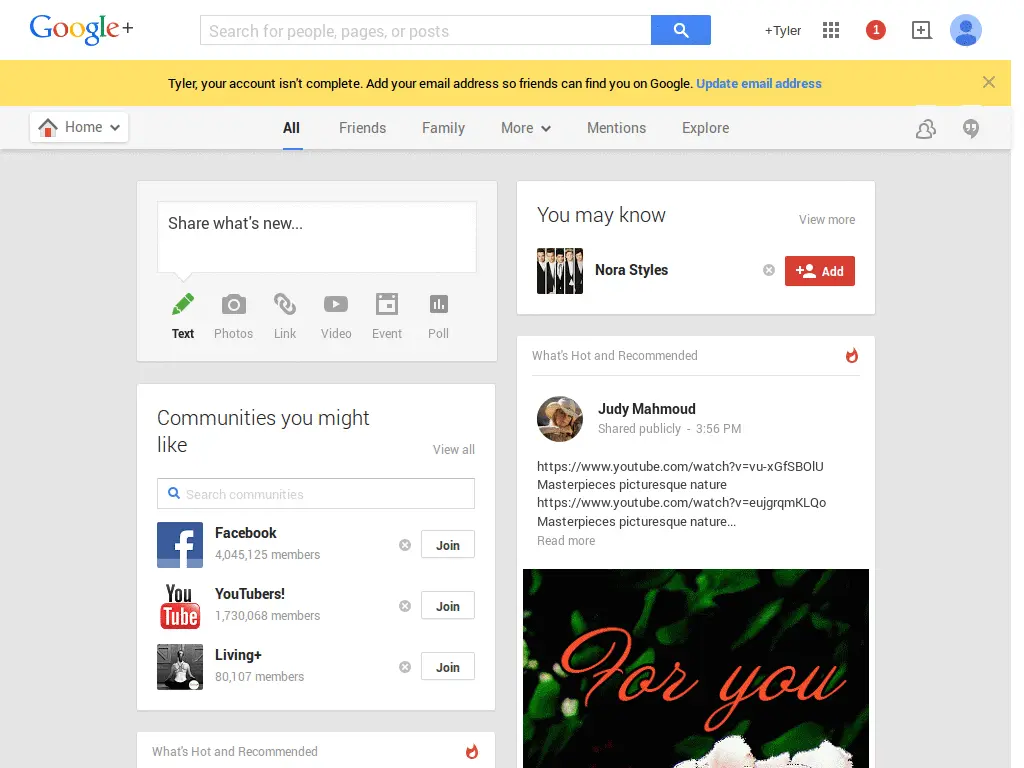 Google+
Search for people, pages, or posts
+Tyler
1
Tyler, your account isn't complete. Add your email address so friends can find you on Google. Update email address
Home
All
Friends
Family
More
Mentions
Explore
Share what's new...
Text
Photos
Link
Video
Event
Poll
Communities you might
like
View all
Search communities
Facebook
4,045,125 members
Join
You
Tube
YouTubers!
1,730,068 members
Join
Living+
80,107 members
Join
What's Hot and Recommended
You may know
View more
Nora Styles
Add
What's Hot and Recommended
Judy Mahmoud
Shared publicly - 3:56 PM
https://www.youtube.com/watch?v=vu-xGfSBOlU
Masterpieces picturesque nature
https://www.youtube.com/watch?v=eujgrqmKLQo
Masterpieces picturesque nature...
Read more
For you